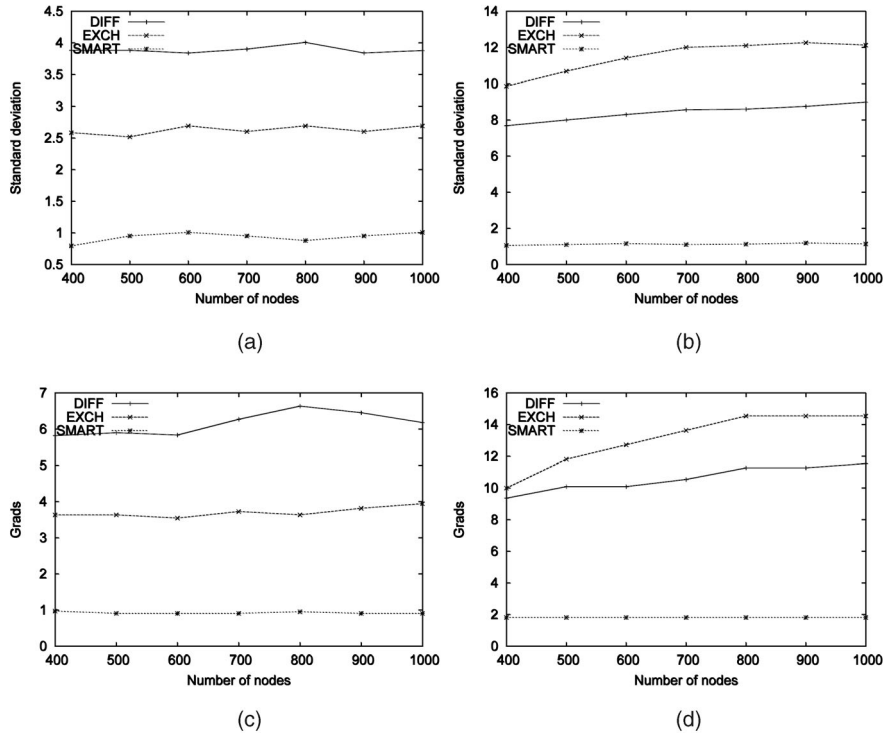 4.5
4
3.5
3
2.5
2
1.5
1
0.5
Standard deviation
DIFF
EXCH
SMART
400 500 600 700 800 900 1000
Number of nodes
(a)
14
12
10
8
6
4
2
0
Standard deviation
DIFF
EXCH
SMART
400 500 600 700 800 900 1000
Number of nodes
(b)
7
6
5
4
3
2
1
0
Grads
DIFF
EXCH
SMART
400 500 600 700 800 900 1000
Number of nodes
(c)
16
14
12
10
8
6
4
2
0
Grads
DIFF
EXCH
SMART
400 500 600 700 800 900 1000
Number of nodes
(d)